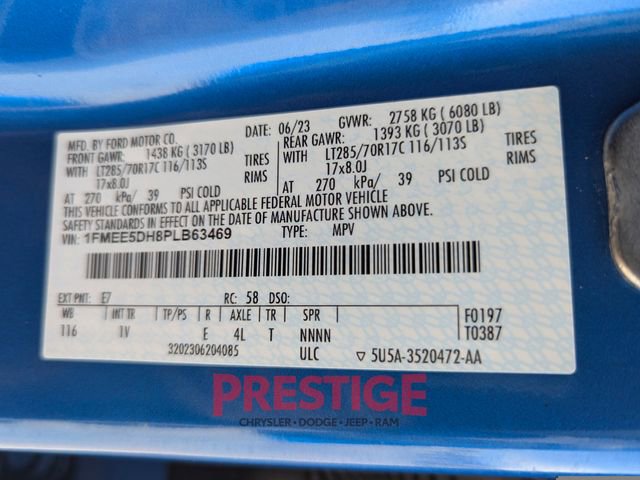 MFD. BY FORD MOTOR CO.
DATE: 06/23 GVWR: 2758 KG (6080 LB)
FRONT GAWR: 1438 KG (3170 LB)
REAR GAWR: 1393 KG (3070 LB)
WITH LT285/70R17C 116/113S TIRES
17x8.0J RIMS
AT 270 kPa/ 39 PSI COLD
WITH LT285/70R17C 116/113S TIRES
17x8.0J RIMS
AT 270 kPa/ 39 PSI COLD
THIS VEHICLE CONFORMS TO ALL APPLICABLE FEDERAL MOTOR VEHICLE
SAFETY STANDARDS IN EFFECT ON THE DATE OF MANUFACTURE SHOWN ABOVE.
VIN: 1FMEE5DH8PLB63469 TYPE: MPV
EXT PNT: E7 RC: 58 DSO:
WB INT TR TP/PS R AXLE TR SPR F0197
116 1V E 4L T NNNN T0387
3202306204085 ULC ▽ 5U5A-3520472-AA
PRESTIGE
CHRYSLER • DODGE • JEEP • RAM